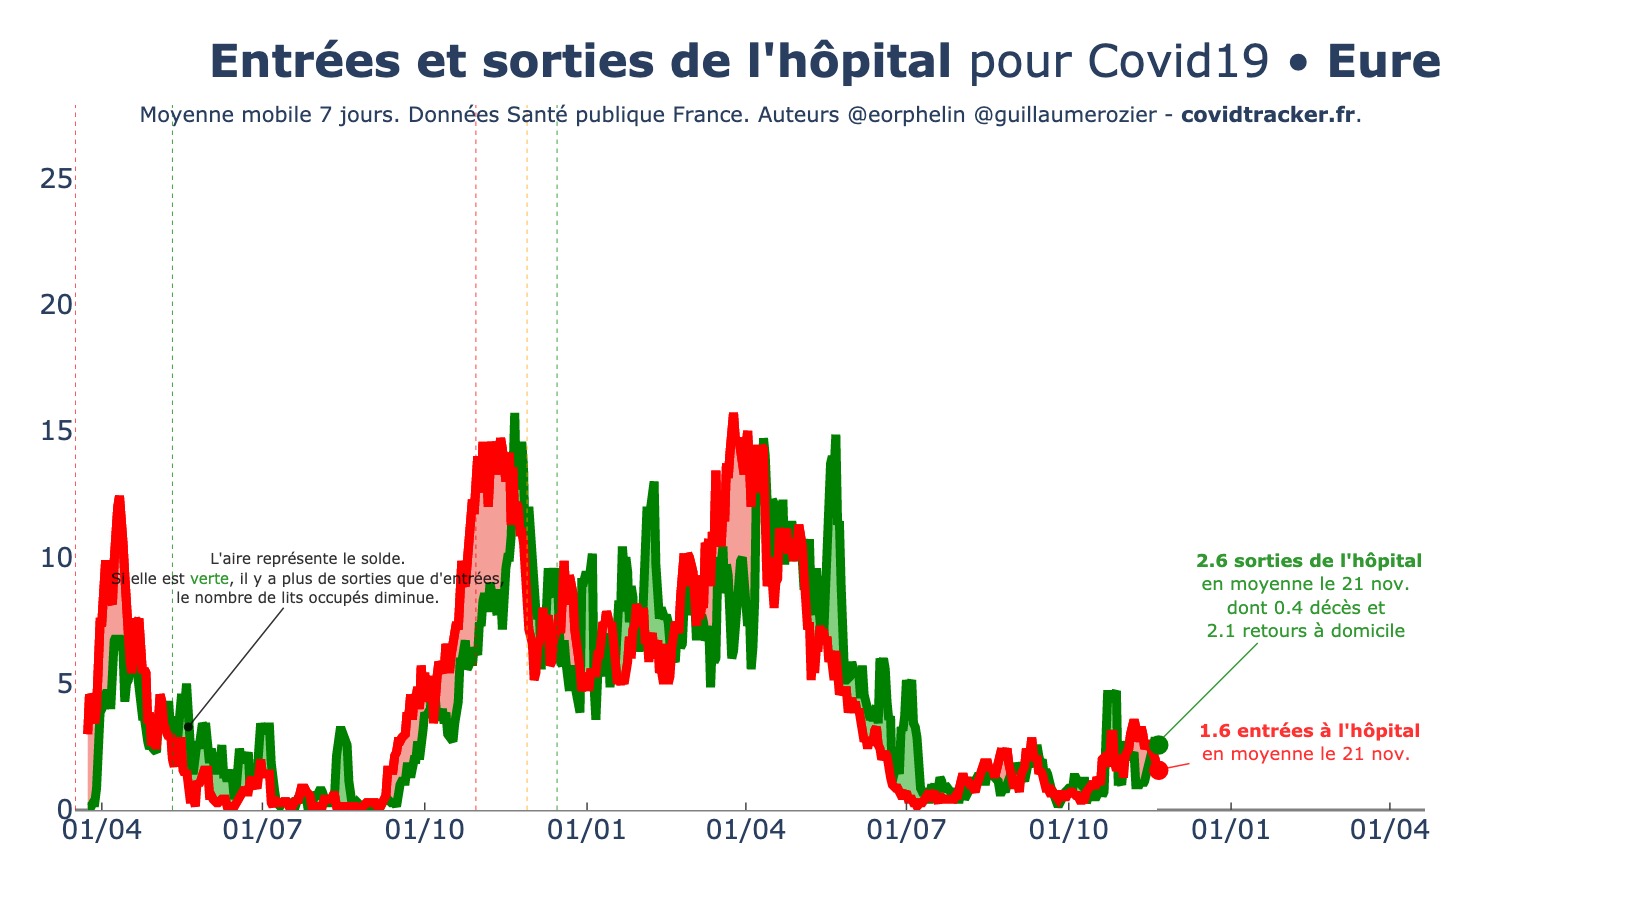 Entrées et sorties de l'hôpital pour Covid19 • Eure
Moyenne mobile 7 jours. Données Santé publique France. Auteurs @eorphelin @guillaumerozier - covidtracker.fr.
25
20
15
10
5
0
L'aire représente le solde.
Si elle est verte, il y a plus de sorties que d'entrées,
le nombre de lits occupés diminue.
2.6 sorties de l'hôpital
en moyenne le 21 nov.
dont 0.4 décès et
2.1 retours à domicile
1.6 entrées à l'hôpital
en moyenne le 21 nov.
01/04 01/07 01/10 01/01 01/04 01/07 01/10 01/01 01/04